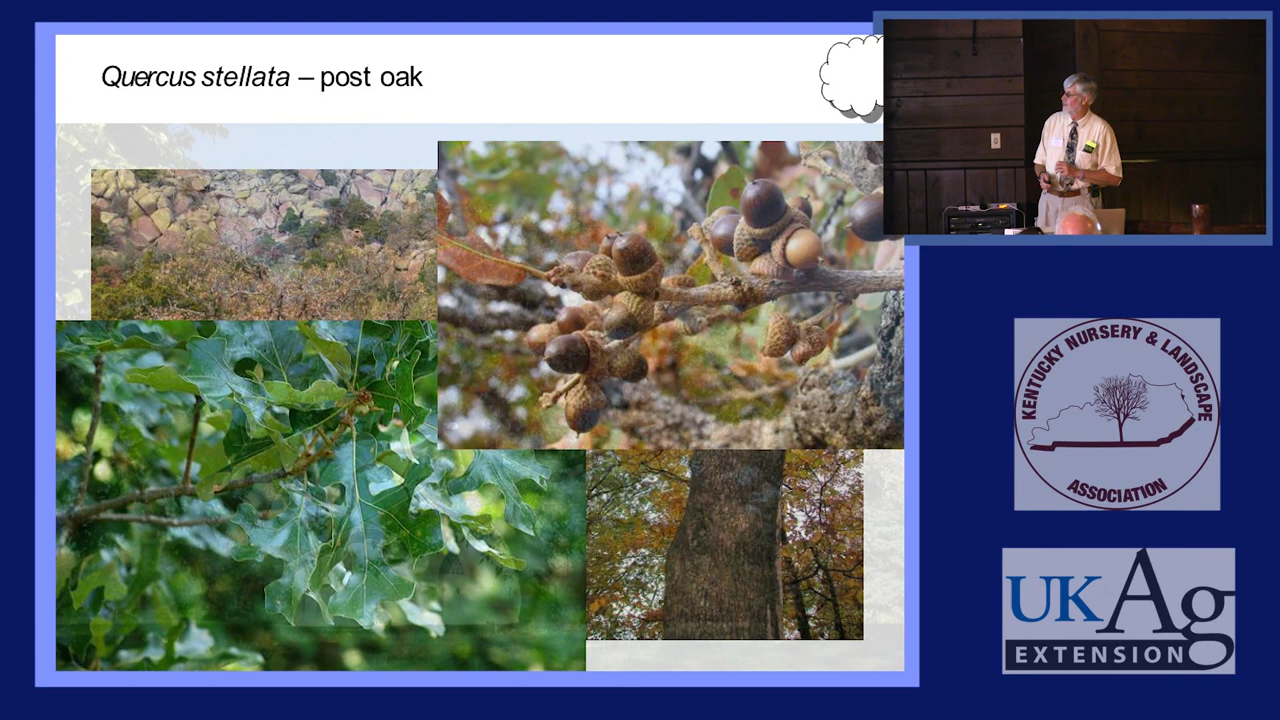 Quercus stellata – post oak
KENTUCKY NURSERY & LANDSCAPE
ASSOCIATION
UKAg
EXTENSION